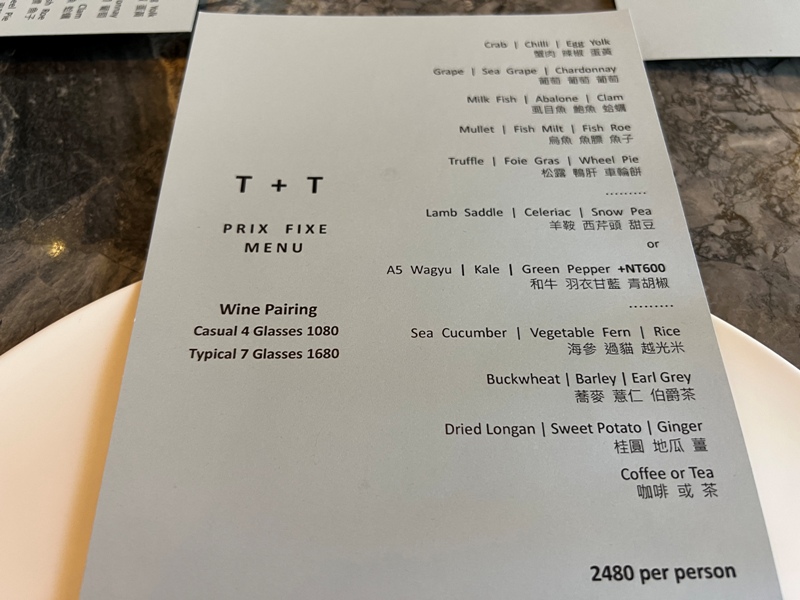 T + T
PRIX FIXE
MENU
Wine Pairing
Casual 4 Glasses 1080
Typical 7 Glasses 1680
Crab | Chilli | Egg Yolk
蟹肉 辣椒 蛋黃
Grape | Sea Grape | Chardonnay
葡萄 葡萄 葡萄
Milk Fish | Abalone | Clam
虱目魚 鮑魚 蛤蠣
Mullet | Fish Milt | Fish Roe
烏魚 魚膘 魚子
Truffle | Foie Gras | Wheel Pie
松露 鴨肝 車輪餅
.........
Lamb Saddle | Celeriac | Snow Pea
羊鞍 西芹頭 甜豆
or
A5 Wagyu | Kale | Green Pepper +NT600
和牛 羽衣甘藍 青胡椒
.........
Sea Cucumber | Vegetable Fern | Rice
海參 過貓 越光米
Buckwheat | Barley | Earl Grey
蕎麥 薏仁 伯爵茶
Dried Longan | Sweet Potato | Ginger
桂圓 地瓜 薑
Coffee or Tea
咖啡 或 茶
2480 per person